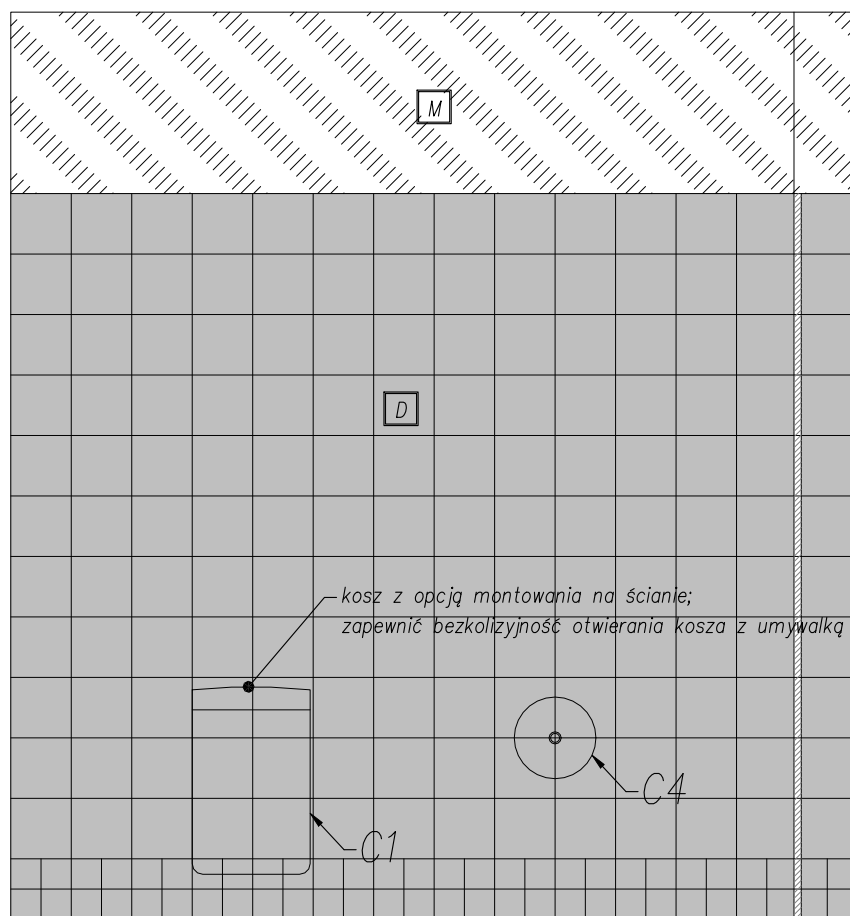 M
D
kosz z opcją montowania na ścianie;
zapewnić bezkolizyjność otwierania kosza z umywalką
C4
C1